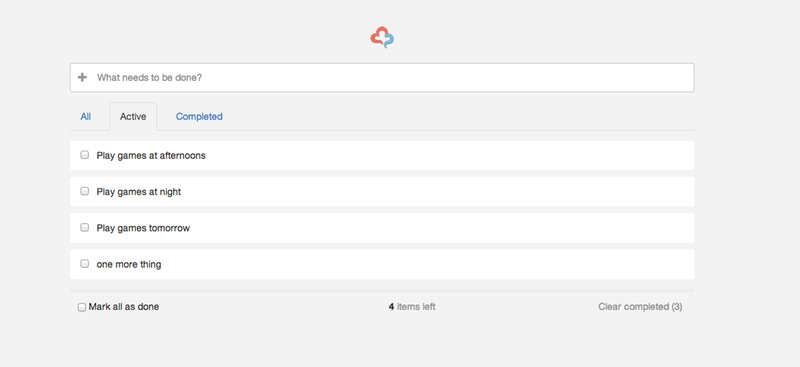 What needs to be done?
All Active Completed
Play games at afternoons
Play games at night
Play games tomorrow
one more thing
Mark all as done 4 items left Clear completed (3)